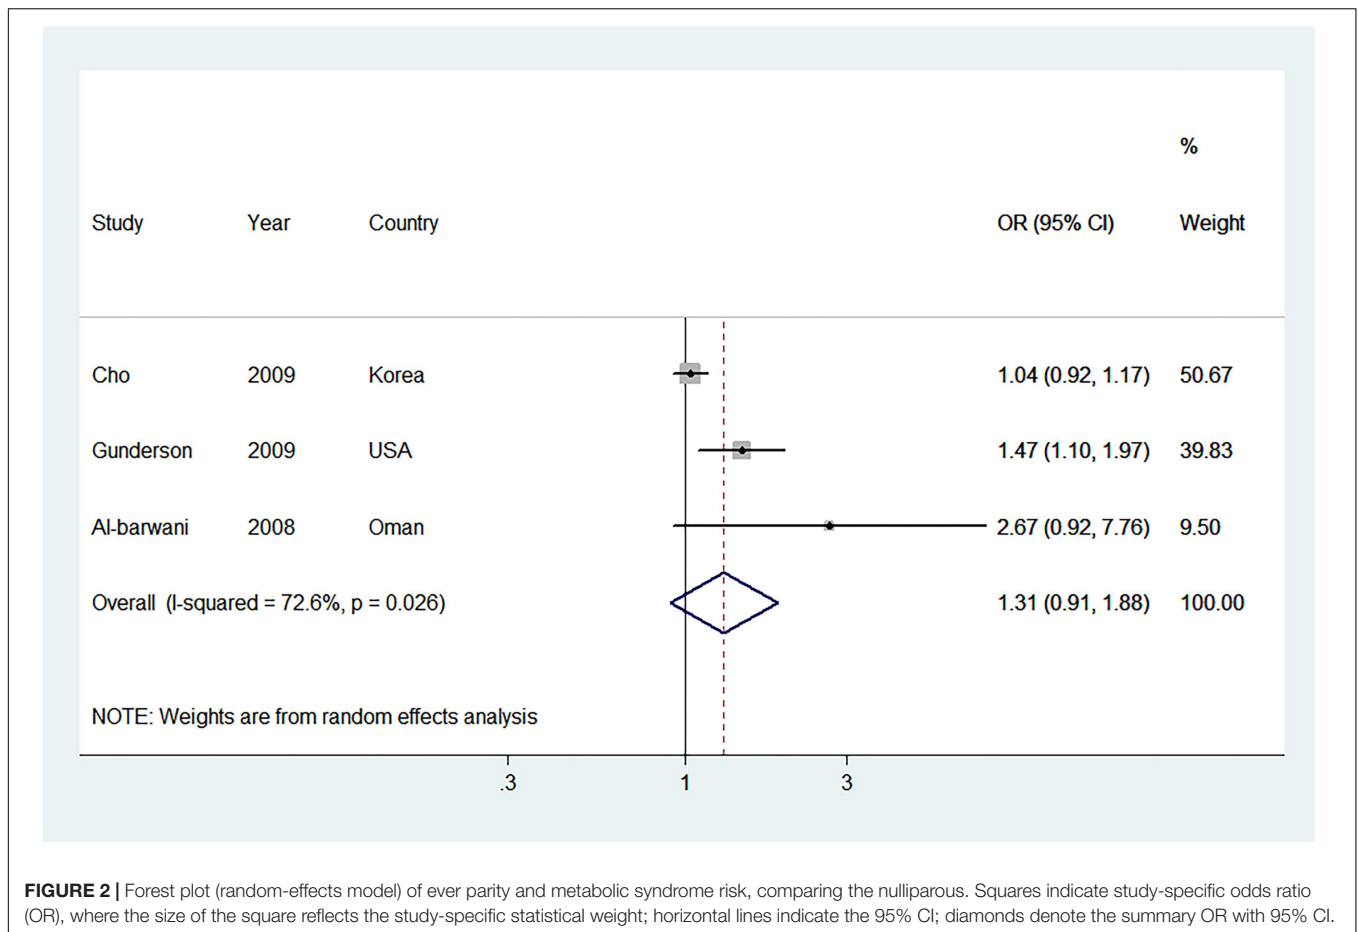 %
Study Year Country OR (95% CI) Weight
Cho 2009 Korea 1.04 (0.92, 1.17) 50.67
Gunderson 2009 USA 1.47 (1.10, 1.97) 39.83
Al-barwani 2008 Oman 2.67 (0.92, 7.76) 9.50
Overall (I-squared = 72.6%, p = 0.026) 1.31 (0.91, 1.88) 100.00
NOTE: Weights are from random effects analysis
.3 1 3
FIGURE 2 | Forest plot (random-effects model) of ever parity and metabolic syndrome risk, comparing the nulliparous. Squares indicate study-specific odds ratio
(OR), where the size of the square reflects the study-specific statistical weight; horizontal lines indicate the 95% CI; diamonds denote the summary OR with 95% CI.